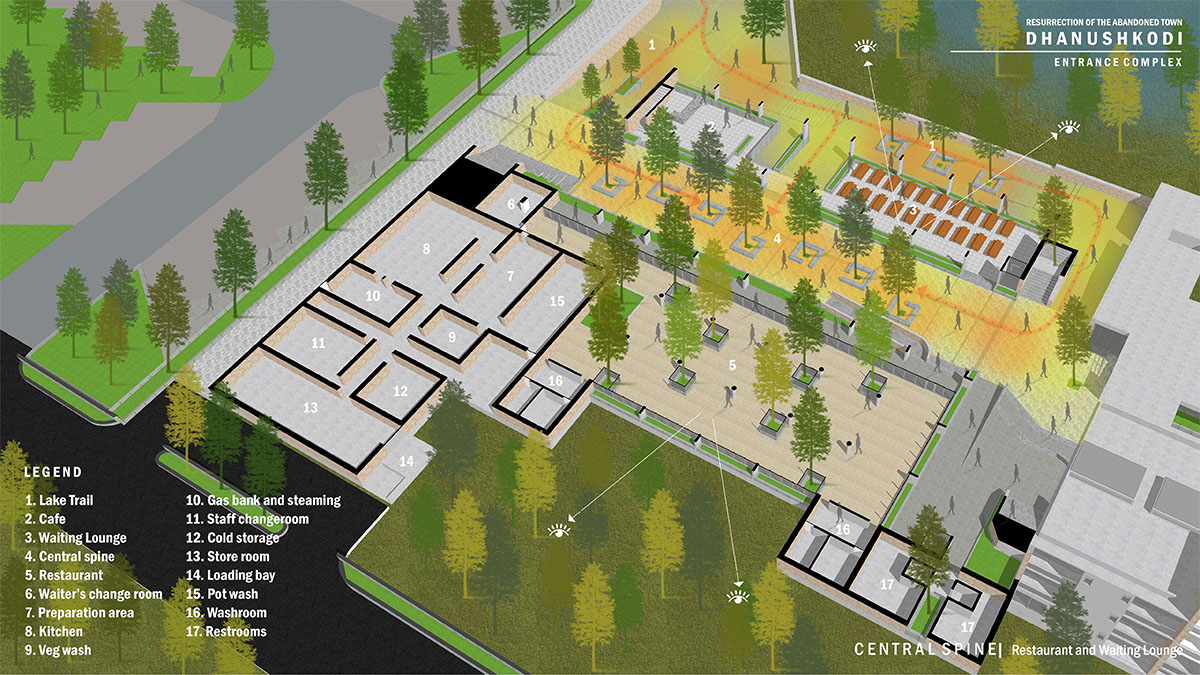 RESURRECTION OF THE ABANDONED TOWN
DHANUSHKODI
ENTRANCE COMPLEX
1
2
1
3
4
6
8
7
15
10
9
11
16
12
13
14
5
16
17
17
LEGEND
1. Lake Trail
2. Cafe
3. Waiting Lounge
4. Central spine
5. Restaurant
6. Waiter's change room
7. Preparation area
8. Kitchen
9. Veg wash
10. Gas bank and steaming
11. Staff changeroom
12. Cold storage
13. Store room
14. Loading bay
15. Pot wash
16. Washroom
17. Restrooms
CENTRAL SPINE| Restaurant and Waiting Lounge